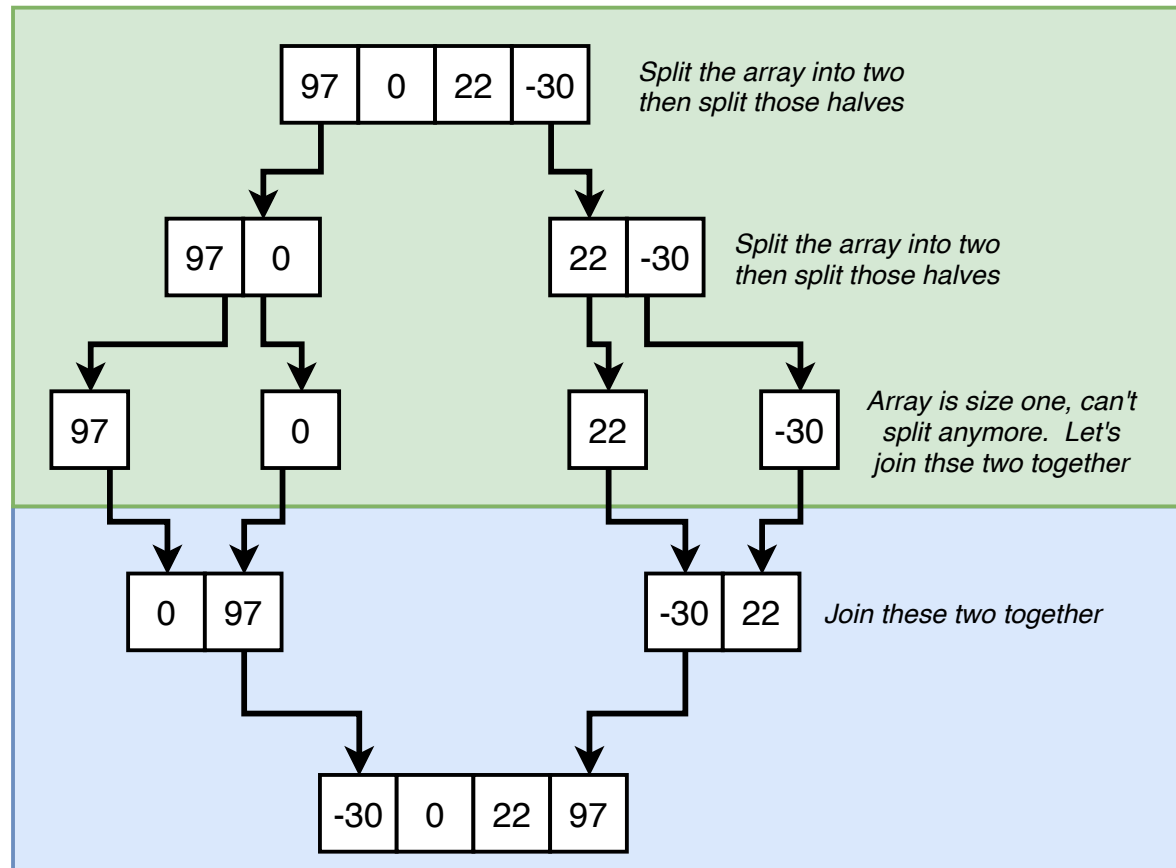 97 0 22 -30
Split the array into two
then split those halves
97 0
22 -30
Split the array into two
then split those halves
97
0
22
-30
Array is size one, can't
split anymore. Let's
join thse two together
0 97
-30 22
Join these two together
-30 0 22 97